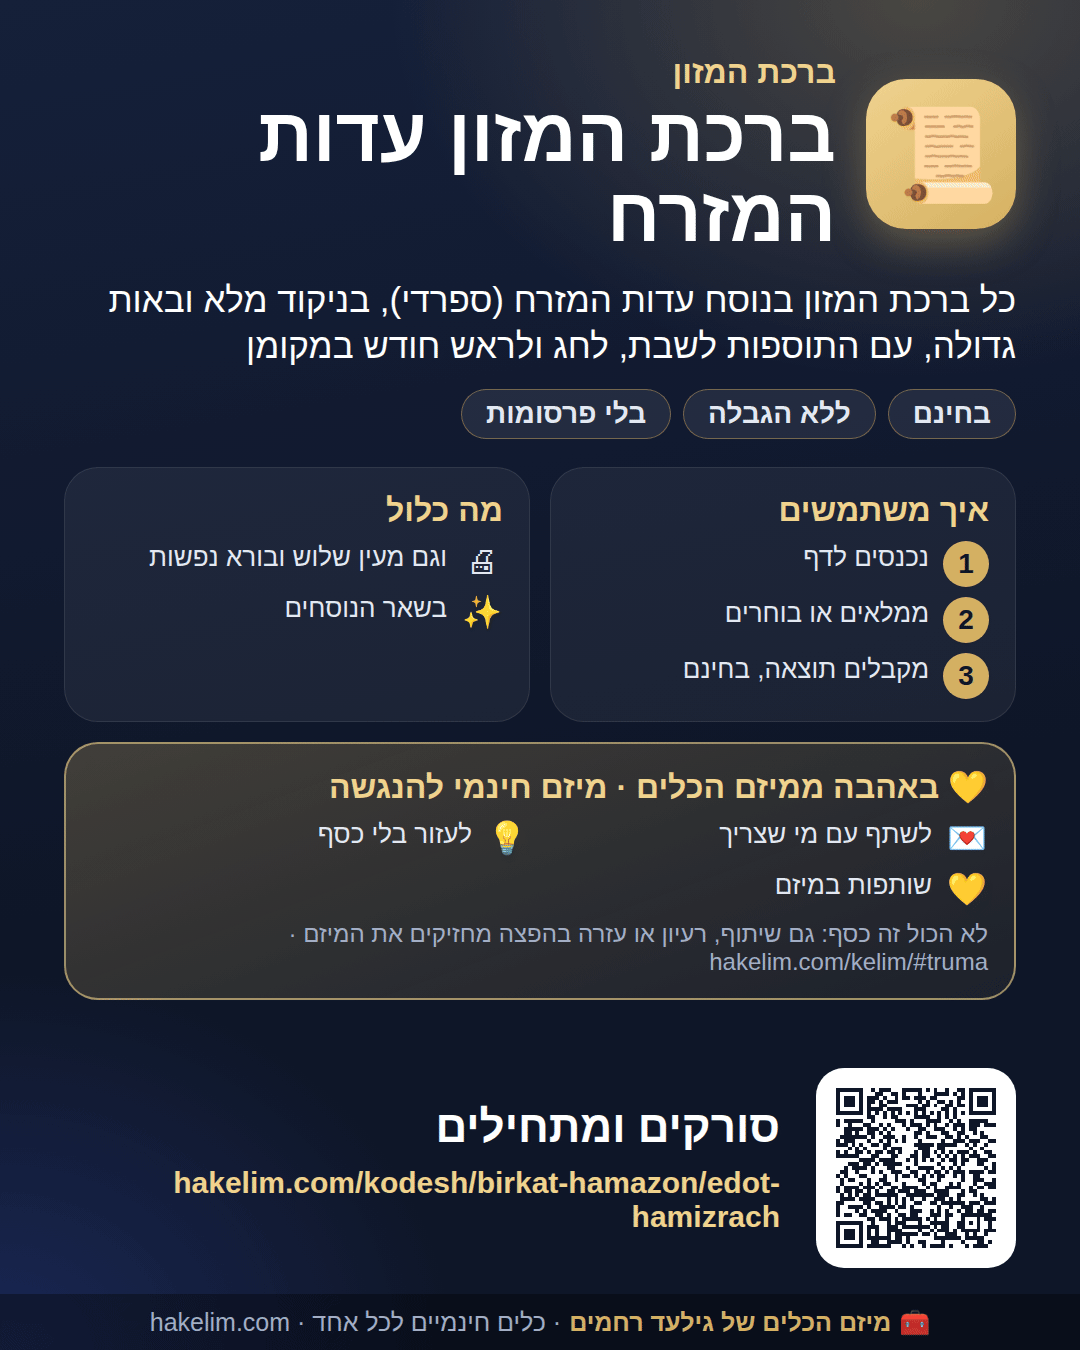 ברכת המזון
ברכת המזון עדות
המזרח
כל ברכת המזון בנוסח עדות המזרח (ספרדי), בניקוד מלא ובאות
גדולה, עם התוספות לשבת, לחג ולראש חודש במקומן
בחינם
ללא הגבלה
בלי פרסומות
איך משתמשים
1 נכנסים לדף
2 ממלאים או בוחרים
3 מקבלים תוצאה, בחינם
מה כלול
וגם מעין שלוש ובורא נפשות
בשאר הנוסחים
באהבה ממיזם הכלים · מיזם חינמי להנגשה
לשתף עם מי שצריך
לעזור בלי כסף
שותפות במיזם
לא הכול זה כסף: גם שיתוף, רעיון או עזרה בהפצה מחזיקים את המיזם ·
hakelim.com/kelim/#truma
סורקים ומתחילים
hakelim.com/kodesh/birkat-hamazon/edot-
hamizrach
מיזם הכלים של גילעד רחמים · כלים חינמיים לכל אחד · hakelim.com